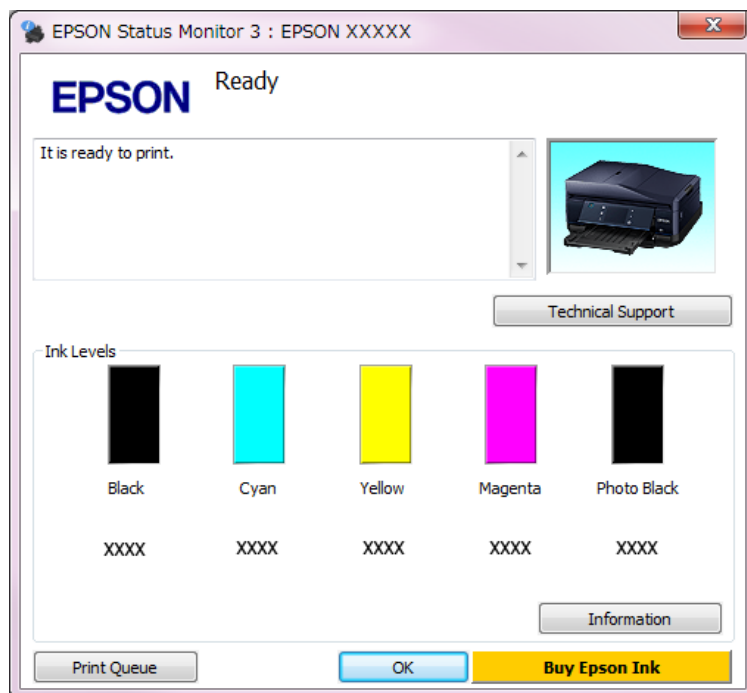 EPSON Status Monitor 3 : EPSON XXXXX
EPSON
Ready
It is ready to print.
Technical Support
Ink Levels
Black Cyan Yellow Magenta Photo Black
XXXX XXXX XXXX XXXX XXXX
Information
Print Queue OK Buy Epson Ink